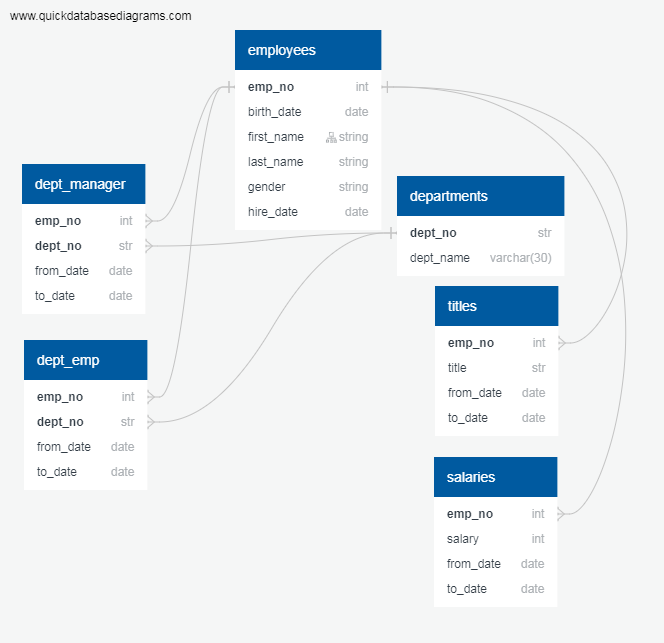 www.quickdatabasediagrams.com
employees
emp_no int
birth_date date
first_name string
last_name string
gender string
hire_date date
dept_manager
emp_no int
dept_no str
from_date date
to_date date
departments
dept_no str
dept_name varchar(30)
titles
emp_no int
title str
from_date date
to_date date
dept_emp
emp_no int
dept_no str
from_date date
to_date date
salaries
emp_no int
salary int
from_date date
to_date date